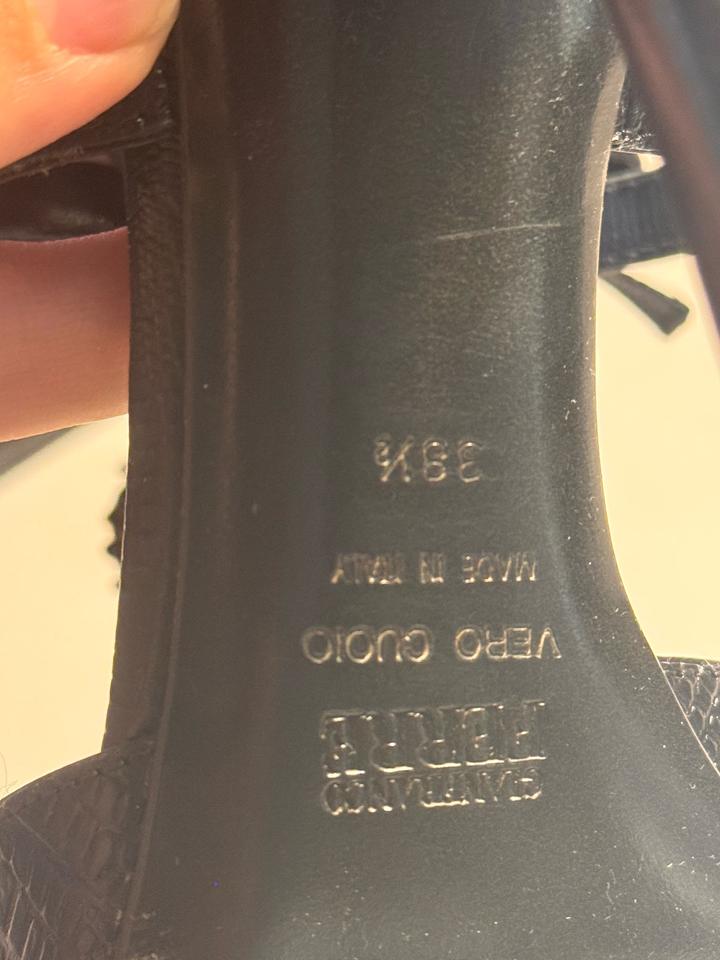 GIANFRANCO
FERRE
VERO CUOIO
MADE IN ITALY
38½